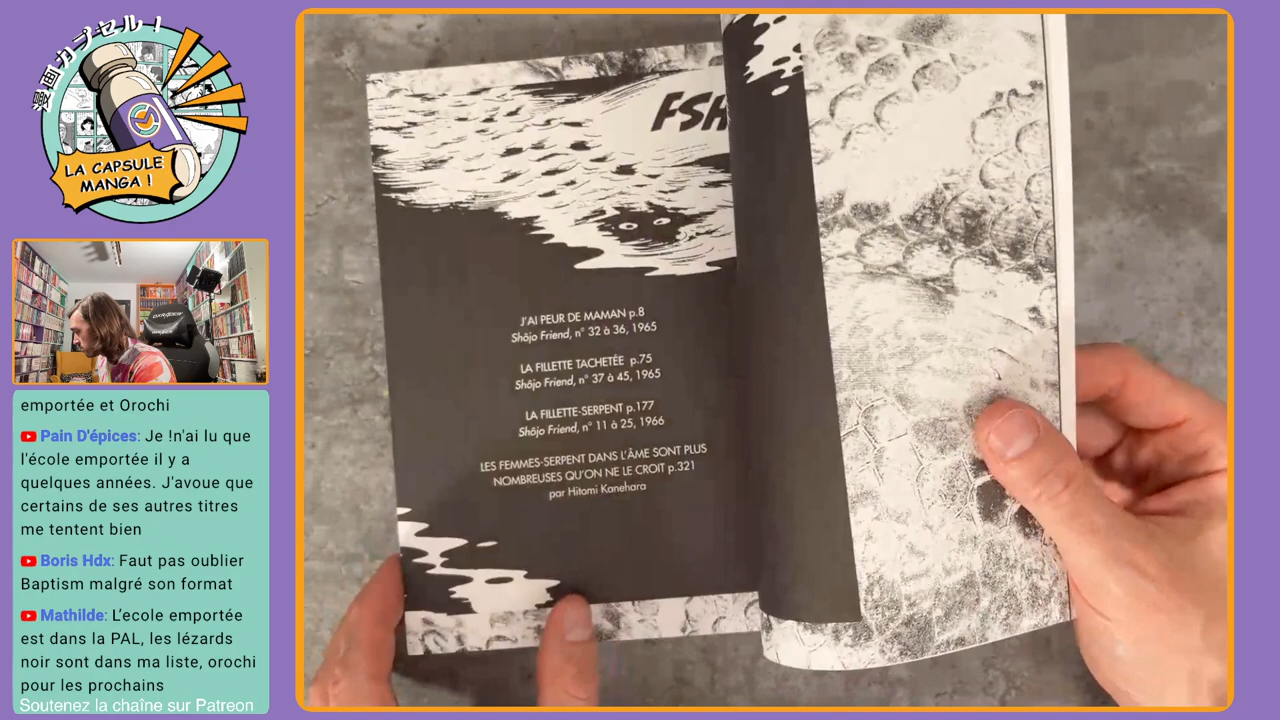 漫画カプセル!
LA CAPSULE
MANGA !
emportée et Orochi
Pain D'épices: Je !n'ai lu que
l'école emportée il y a
quelques années. J'avoue que
certains de ses autres titres
me tentent bien
Boris Hdx: Faut pas oublier
Baptism malgré son format
Mathilde: L'ecole emportée
est dans la PAL, les lézards
noir sont dans ma liste, orochi
pour les prochains
Soutenez la chaîne sur Patreon
FSH
J'AI PEUR DE MAMAN p.8
Shôjo Friend, n° 32 à 36, 1965
LA FILLETTE TACHETÉE p.75
Shôjo Friend, n° 37 à 45, 1965
LA FILLETTE-SERPENT p.177
Shôjo Friend, n° 11 à 25, 1966
LES FEMMES-SERPENT DANS L'ÂME SONT PLUS
NOMBREUSES QU'ON NE LE CROIT p.321
par Hitomi Kanehara